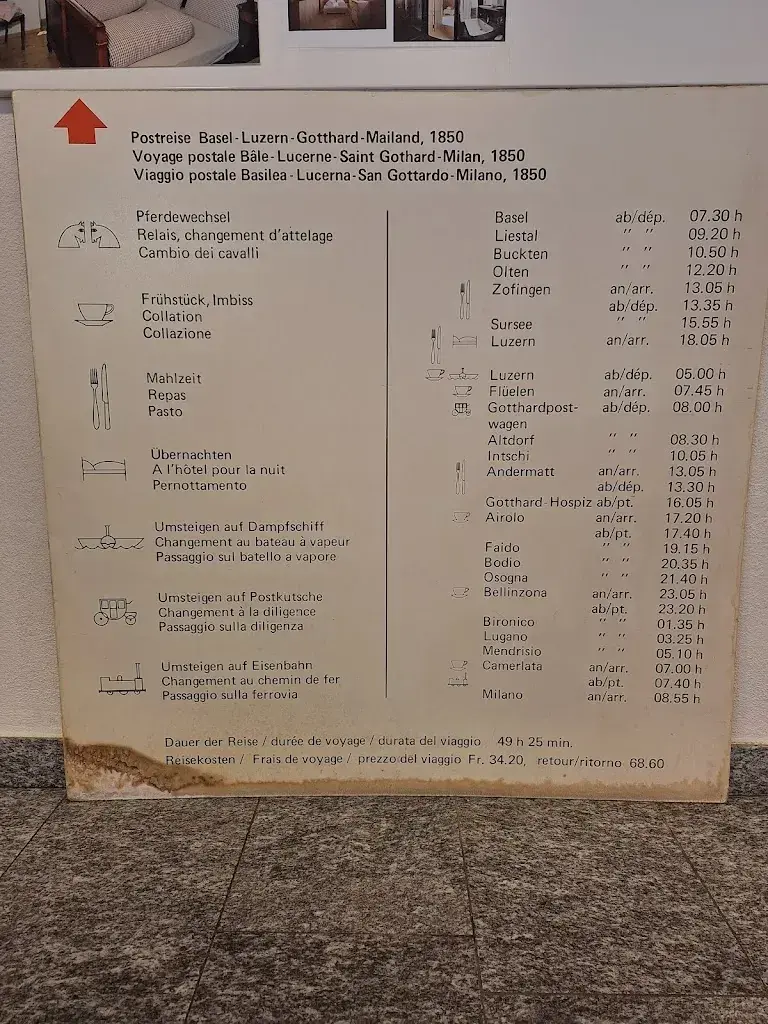 Postreise Basel-Luzern-Gotthard-Mailand, 1850
Voyage postale Bâle-Lucerne-Saint Gothard-Milan, 1850
Viaggio postale Basilea-Lucerna-San Gottardo-Milano, 1850
Pferdewechsel
Relais, changement d'attelage
Cambio dei cavalli
Frühstück, Imbiss
Collation
Collazione
Mahlzeit
Repas
Pasto
Übernachten
A l'hôtel pour la nuit
Pernottamento
Umsteigen auf Dampfschiff
Changement au bateau à vapeur
Passaggio sul batello a vapore
Umsteigen auf Postkutsche
Changement à la diligence
Passaggio sulla diligenza
Umsteigen auf Eisenbahn
Changement au chemin de fer
Passaggio sulla ferrovia
Basel ab/dép. 07.30 h
Liestal " " 09.20 h
Buckten " " 10.50 h
Olten " " 12.20 h
Zofingen an/arr. 13.05 h
ab/dép. 13.35 h
Sursee " " 15.55 h
Luzern an/arr. 18.05 h
Luzern ab/dép. 05.00 h
Flüelen an/arr. 07.45 h
Gotthardpost- ab/dép. 08.00 h
wagen
Altdorf " " 08.30 h
Intschi " " 10.05 h
Andermatt an/arr. 13.05 h
ab/dép. 13.30 h
Gotthard-Hospiz ab/pt. 16.05 h
Airolo an/arr. 17.20 h
ab/pt. 17.40 h
Faido " " 19.15 h
Bodio " " 20.35 h
Osogna " " 21.40 h
Bellinzona an/arr. 23.05 h
ab/pt. 23.20 h
Bironico " " 01.35 h
Lugano " " 03.25 h
Mendrisio " " 05.10 h
Camerlata an/arr. 07.00 h
ab/pt. 07.40 h
Milano an/arr. 08.55 h
Dauer der Reise / durée de voyage / durata del viaggio 49 h 25 min.
Reisekosten / Frais de voyage / prezzo del viaggio Fr. 34.20, retour/ritorno 68.60